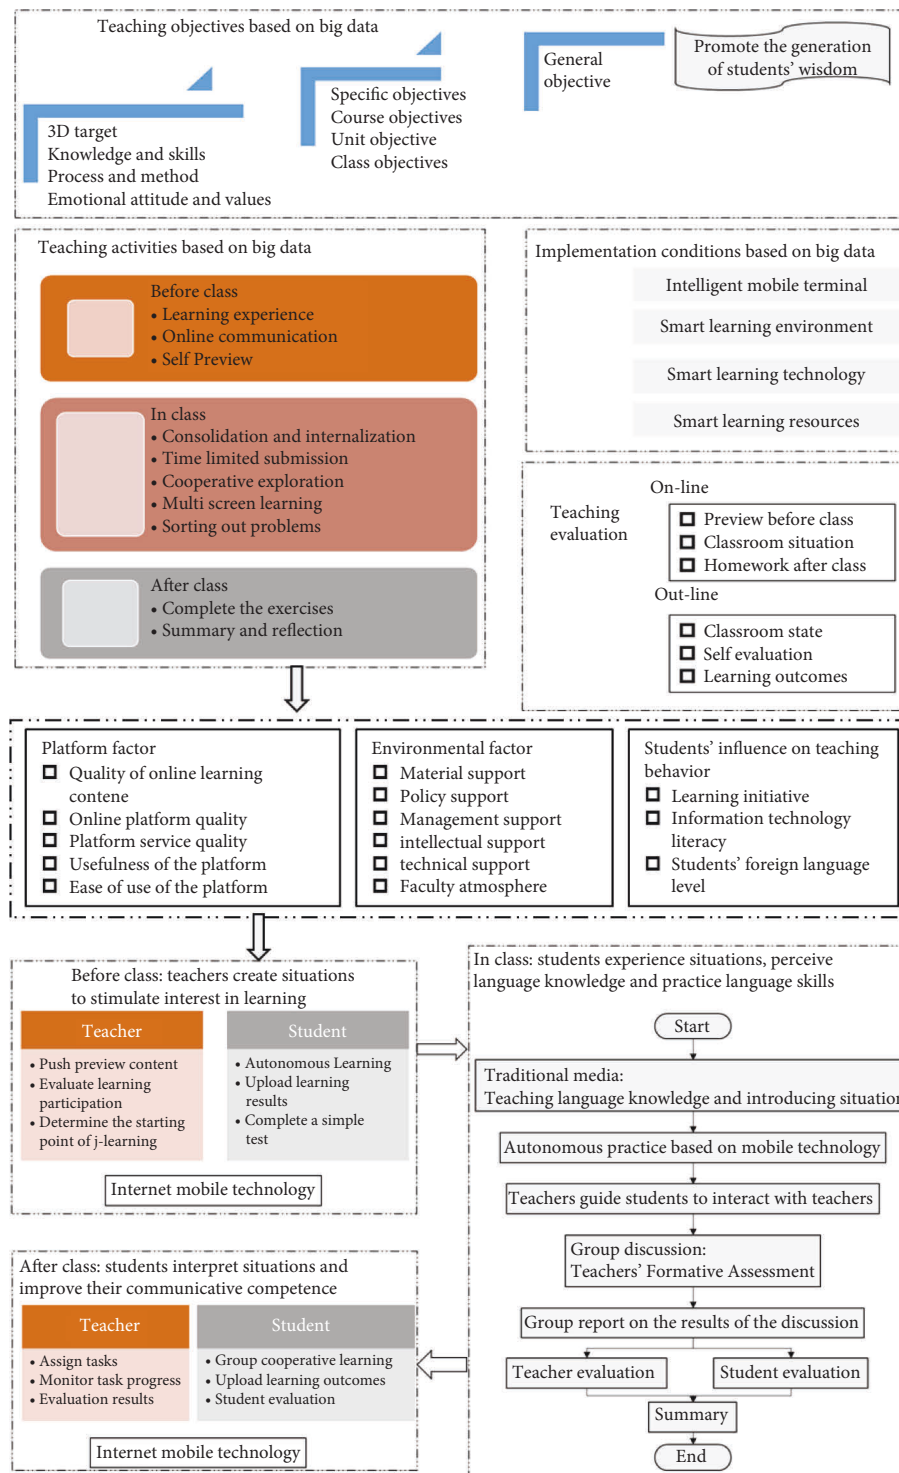 Teaching objectives based on big data
3D target
Knowledge and skills
Process and method
Emotional attitude and values
Specific objectives
Course objectives
Unit objective
Class objectives
General
objective
Promote the generation
of students' wisdom
Teaching activities based on big data
Before class
• Learning experience
• Online communication
• Self Preview
In class
• Consolidation and internalization
• Time limited submission
• Cooperative exploration
• Multi screen learning
• Sorting out problems
After class
• Complete the exercises
• Summary and reflection
Implementation conditions based on big data
Intelligent mobile terminal
Smart learning environment
Smart learning technology
Smart learning resources
Teaching
evaluation
On-line
Preview before class
Classroom situation
Homework after class
Out-line
Classroom state
Self evaluation
Learning outcomes
Platform factor
Quality of online learning
contene
Online platform quality
Platform service quality
Usefulness of the platform
Ease of use of the platform
Environmental factor
Material support
Policy support
Management support
intellectual support
technical support
Faculty atmosphere
Students' influence on teaching
behavior
Learning initiative
Information technology
literacy
Students' foreign language
level
Before class: teachers create situations
to stimulate interest in learning
Teacher
• Push preview content
• Evaluate learning
participation
• Determine the starting
point of j-learning
Student
• Autonomous Learning
• Upload learning
results
• Complete a simple
test
Internet mobile technology
In class: students experience situations, perceive
language knowledge and practice language skills
Start
Traditional media:
Teaching language knowledge and introducing situation
Autonomous practice based on mobile technology
Teachers guide students to interact with teachers
Group discussion:
Teachers' Formative Assessment
Group report on the results of the discussion
Teacher evaluation
Student evaluation
Summary
End
After class: students interpret situations and
improve their communicative competence
Teacher
• Assign tasks
• Monitor task progress
• Evaluation results
Student
• Group cooperative learning
• Upload learning outcomes
• Student evaluation
Internet mobile technology